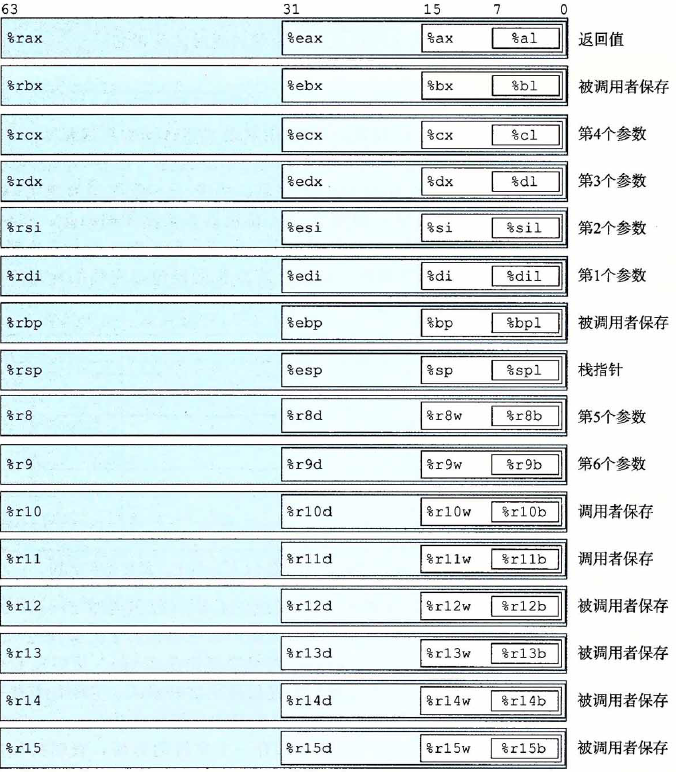 63 31 15 7 0
%rax %eax %ax %al 返回值
%rbx %ebx %bx %bl 被调用者保存
%rcx %ecx %cx %cl 第4个参数
%rdx %edx %dx %dl 第3个参数
%rsi %esi %si %sil 第2个参数
%rdi %edi %di %dil 第1个参数
%rbp %ebp %bp %bpl 被调用者保存
%rsp %esp %sp %spl 栈指针
%r8 %r8d %r8w %r8b 第5个参数
%r9 %r9d %r9w %r9b 第6个参数
%r10 %r10d %r10w %r10b 调用者保存
%r11 %r11d %r11w %r11b 调用者保存
%r12 %r12d %r12w %r12b 被调用者保存
%r13 %r13d %r13w %r13b 被调用者保存
%r14 %r14d %r14w %r14b 被调用者保存
%r15 %r15d %r15w %r15b 被调用者保存